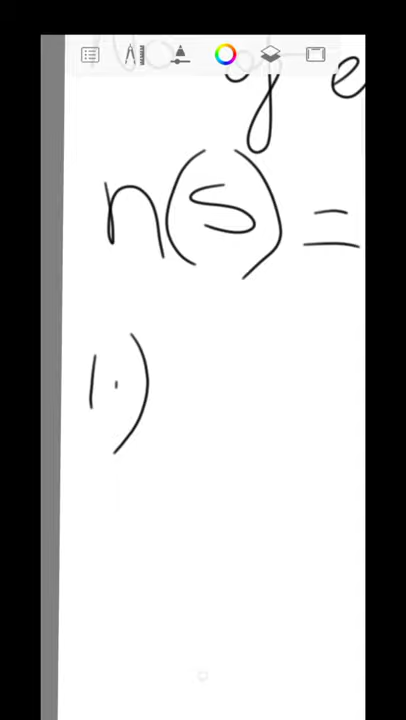 n(s) =
1.)